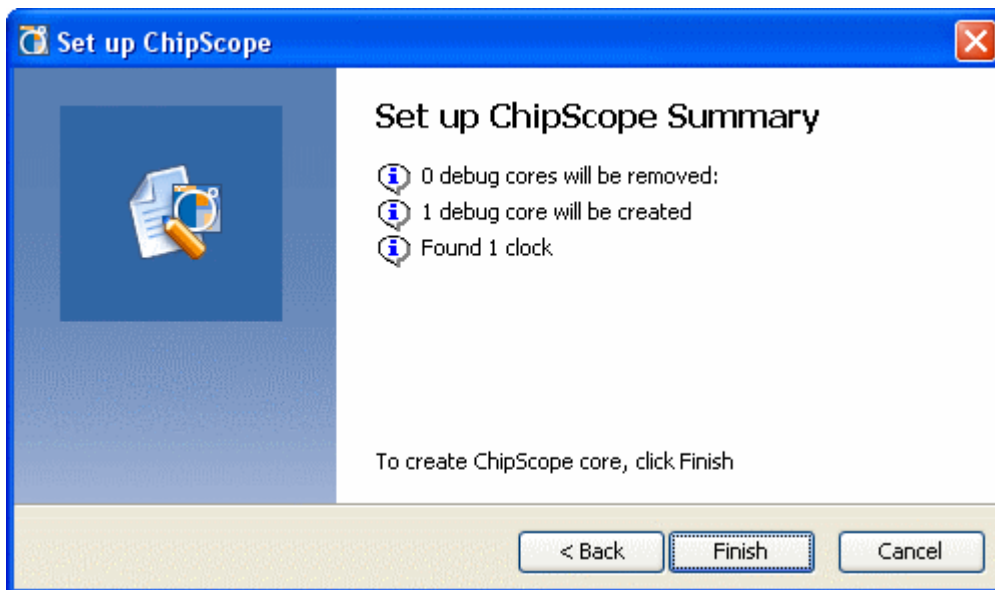 Set up ChipScope
Set up ChipScope Summary
0 debug cores will be removed:
1 debug core will be created
Found 1 clock
To create ChipScope core, click Finish
< Back
Finish
Cancel